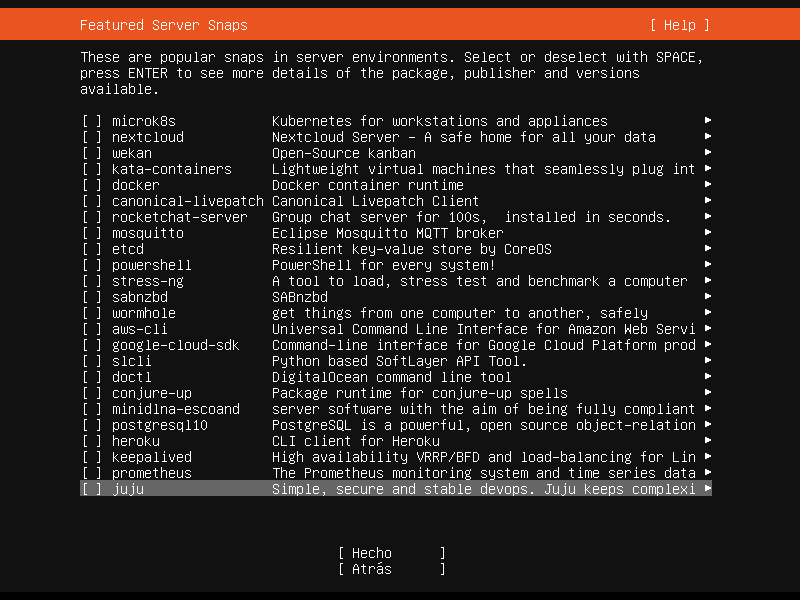 Featured Server Snaps [ Help ]
These are popular snaps in server environments. Select or deselect with SPACE,
press ENTER to see more details of the package, publisher and versions
available.
[ ] microk8s Kubernetes for workstations and appliances ▸
[ ] nextcloud Nextcloud Server - A safe home for all your data ▸
[ ] wekan Open-Source kanban ▸
[ ] kata-containers Lightweight virtual machines that seamlessly plug int ▸
[ ] docker Docker container runtime ▸
[ ] canonical-livepatch Canonical Livepatch Client ▸
[ ] rocketchat-server Group chat server for 100s,  installed in seconds. ▸
[ ] mosquitto Eclipse Mosquitto MQTT broker ▸
[ ] etcd Resilient key-value store by CoreOS ▸
[ ] powershell PowerShell for every system! ▸
[ ] stress-ng A tool to load, stress test and benchmark a computer ▸
[ ] sabnzbd SABnzbd ▸
[ ] wormhole get things from one computer to another, safely ▸
[ ] aws-cli Universal Command Line Interface for Amazon Web Servi ▸
[ ] google-cloud-sdk Command-line interface for Google Cloud Platform prod ▸
[ ] slcli Python based SoftLayer API Tool. ▸
[ ] doctl DigitalOcean command line tool ▸
[ ] conjure-up Package runtime for conjure-up spells ▸
[ ] minidlna-escoand server software with the aim of being fully compliant ▸
[ ] postgresql10 PostgreSQL is a powerful, open source object-relation ▸
[ ] heroku CLI client for Heroku ▸
[ ] keepalived High availability VRRP/BFD and load-balancing for Lin ▸
[ ] prometheus The Prometheus monitoring system and time series data ▸
[ ] juju Simple, secure and stable devops. Juju keeps complexi ▸
[ Hecho ]
[ Atrás ]